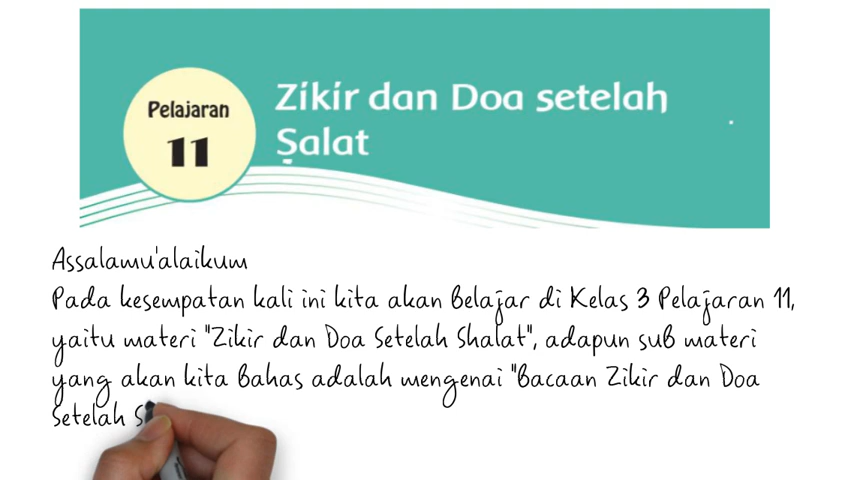 Pelajaran
11
Zikir dan Doa setelah
Ṣalat
Assalamu'alaikum
Pada kesempatan kali ini kita akan belajar di Kelas 3 Pelajaran 11,
yaitu materi "Zikir dan Doa Setelah Shalat", adapun sub materi
yang akan kita bahas adalah mengenai "Bacaan Zikir dan Doa
Setelah S